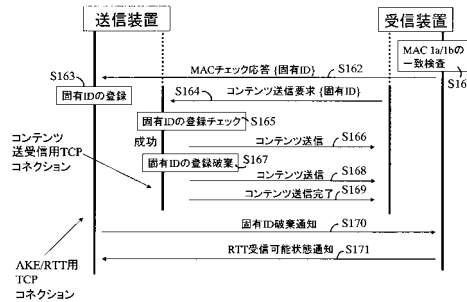 送信装置
受信装置
MAC 1a/1bの
一致検査
S163
MACチェック応答 {固有ID}
S162
S16
固有IDの登録
S164
コンテンツ送信要求 {固有ID}
固有IDの登録チェック
S165
成功
コンテンツ送信
S166
コンテンツ
送受信用TCP
コネクション
固有IDの登録破棄
S167
コンテンツ送信
S168
コンテンツ送信完了
S169
固有ID破棄通知
S170
RTT受信可能状態通知
S171
AKE/RTT用
TCP
コネクション